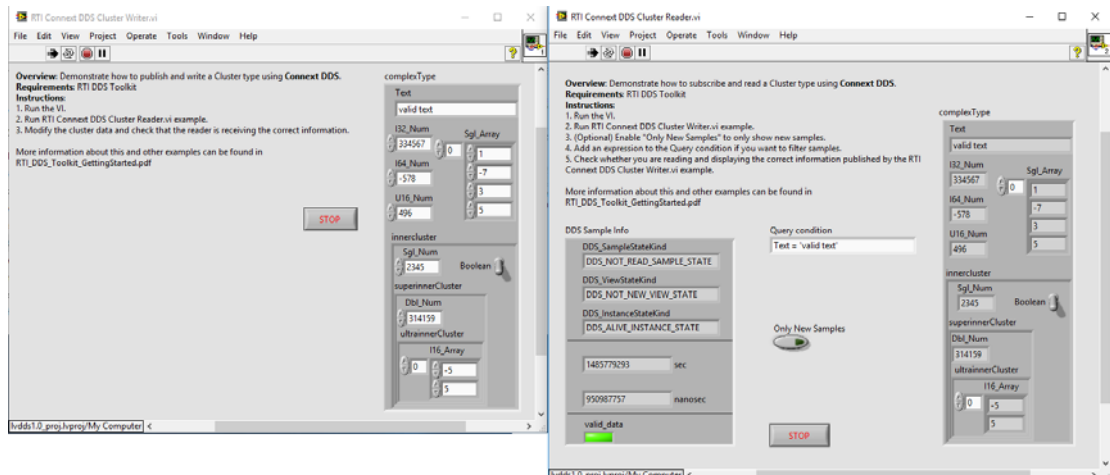 RTI Connext DDS Cluster Writer.vi
File Edit View Project Operate Tools Window Help
Overview: Demonstrate how to publish and write a Cluster type using Connext DDS.
Requirements: RTI DDS Toolkit
Instructions:
1. Run the VI.
2. Run RTI Connext DDS Cluster Reader.vi example.
3. Modify the cluster data and check that the reader is receiving the correct information.
More information about this and other examples can be found in
RTI_DDS_Toolkit_GettingStarted.pdf
STOP
complexType
Text
valid text
I32_Num
334567
I64_Num
-578
U16_Num
496
Sgl_Array
0
1
-7
3
5
innercluster
Sgl_Num
2345
Boolean
superinnerCluster
Dbl_Num
314159
ultrainnerCluster
I16_Array
0
-5
5
lvdds1.0_proj.lvproj/My Computer
RTI Connext DDS Cluster Reader.vi
File Edit View Project Operate Tools Window Help
Overview: Demonstrate how to subscribe and read a Cluster type using Connext DDS.
Requirements: RTI DDS Toolkit
Instructions:
1. Run the VI.
2. Run RTI Connext DDS Cluster Writer.vi example.
3. (Optional) Enable "Only New Samples" to only show new samples.
4. Add an expression to the Query condition if you want to filter samples.
5. Check whether you are reading and displaying the correct information published by the RTI
Connext DDS Cluster Writer.vi example.
More information about this and other examples can be found in
RTI_DDS_Toolkit_GettingStarted.pdf
DDS Sample Info
DDS_SampleStateKind
DDS_NOT_READ_SAMPLE_STATE
DDS_ViewStateKind
DDS_NOT_NEW_VIEW_STATE
DDS_InstanceStateKind
DDS_ALIVE_INSTANCE_STATE
1485779293 sec
950987757 nanosec
valid_data
Query condition
Text = 'valid text'
Only New Samples
STOP
complexType
Text
valid text
I32_Num
334567
I64_Num
-578
U16_Num
496
Sgl_Array
0
1
-7
3
5
innercluster
Sgl_Num
2345
Boolean
superinnerCluster
Dbl_Num
314159
ultrainnerCluster
I16_Array
0
-5
5